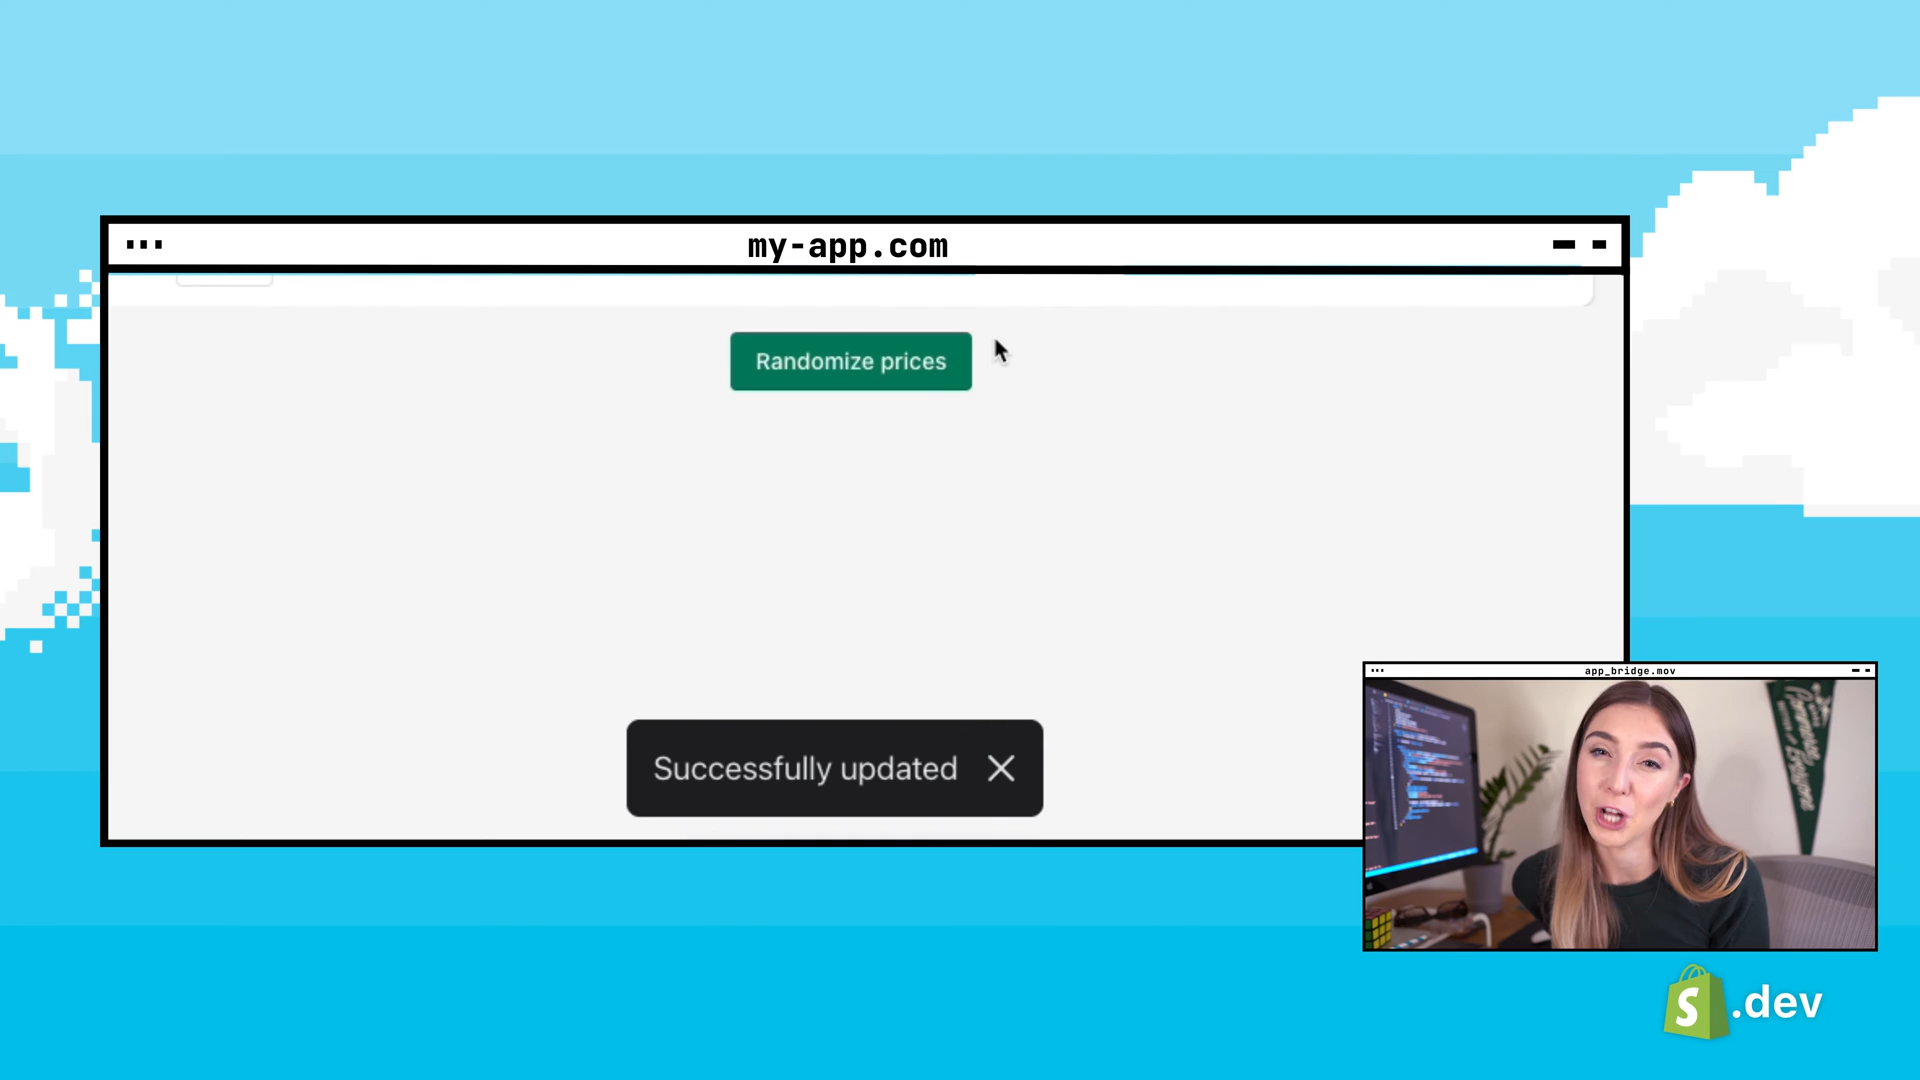 my-app.com
Randomize prices
Successfully updated
app_bridge.mov
.dev